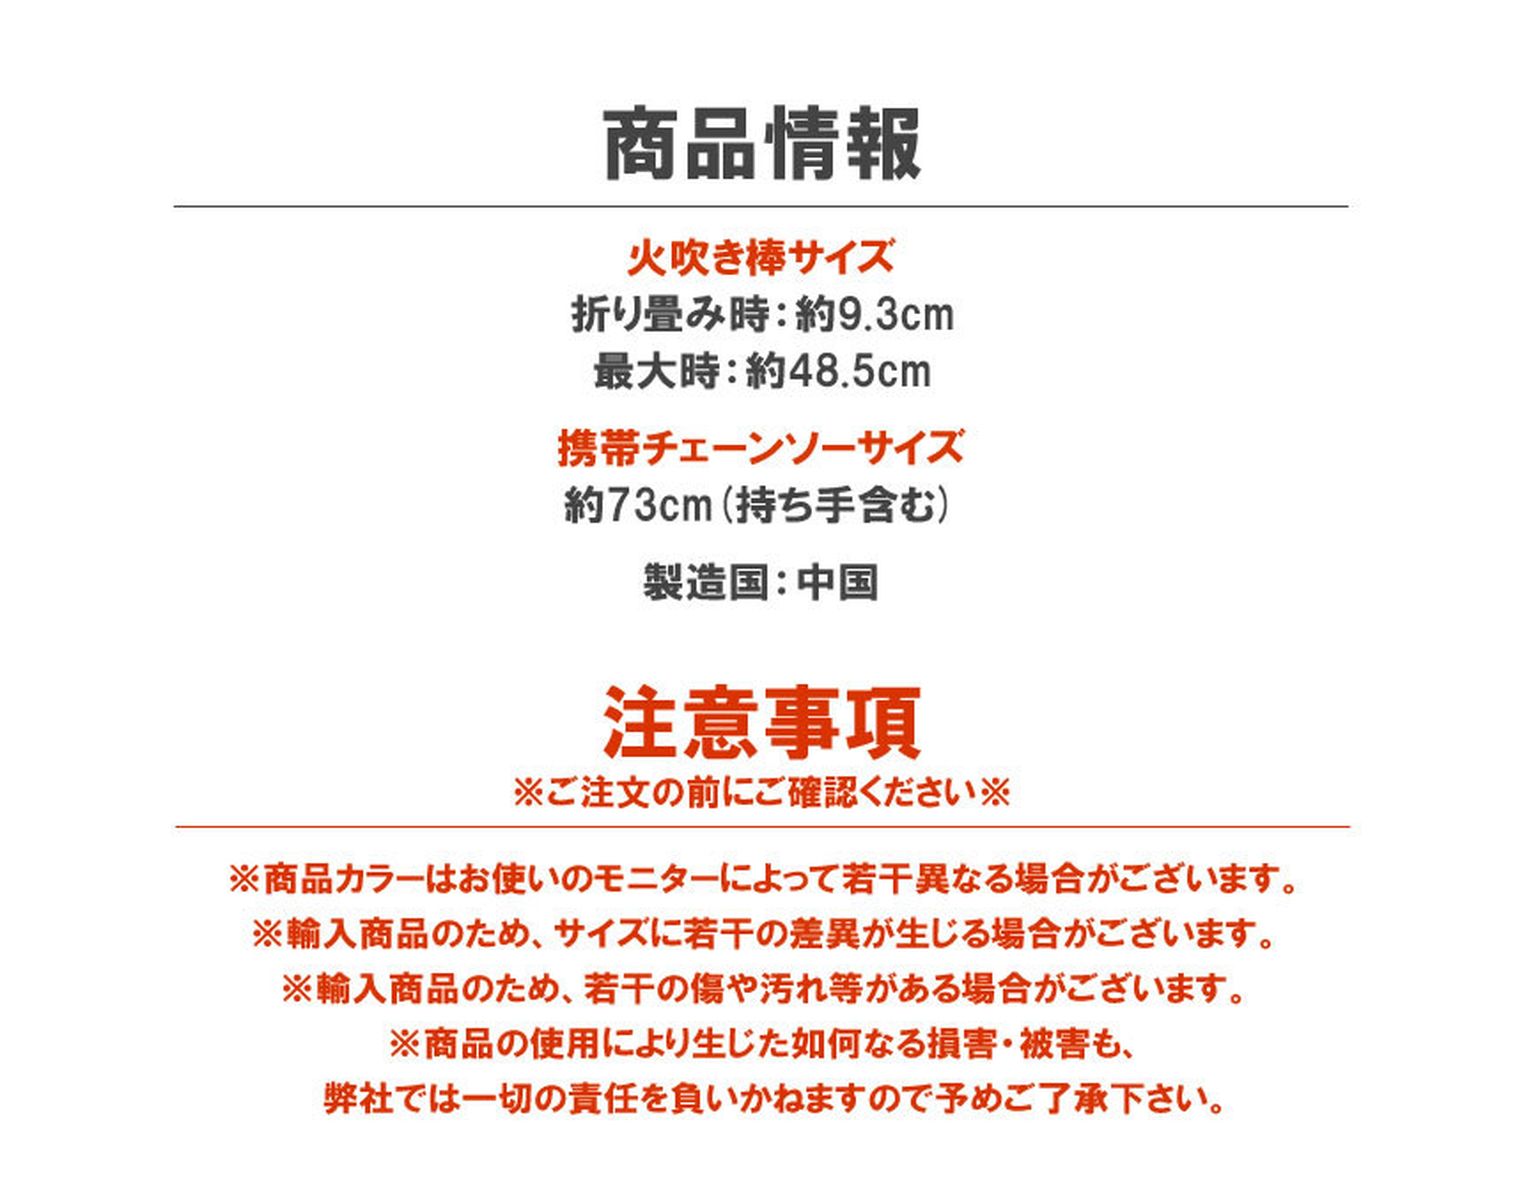 商品情報
火吹き棒サイズ
折り畳み時：約9.3cm
最大時：約48.5cm
携帯チェーンソーサイズ
約73cm（持ち手含む）
製造国：中国
注意事項
※ご注文の前にご確認ください※
※商品カラーはお使いのモニターによって若干異なる場合がございます。
※輸入商品のため、サイズに若干の差異が生じる場合がございます。
※輸入商品のため、若干の傷や汚れ等がある場合がございます。
※商品の使用により生じた如何なる損害・被害も、
弊社では一切の責任を負いかねますので予めご了承下さい。